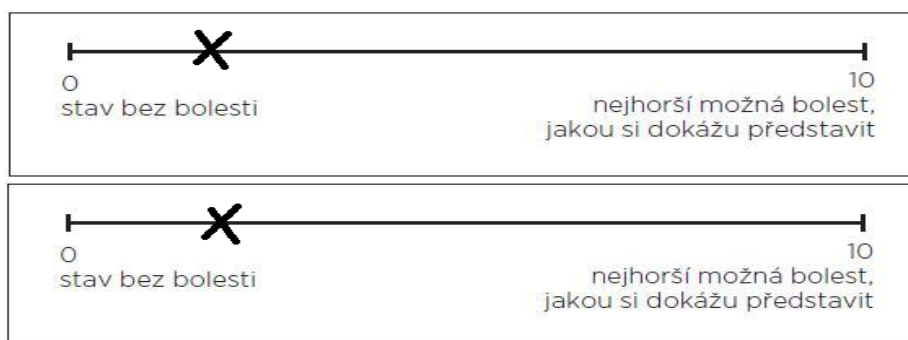 0 10
stav bez bolesti nejhorší možná bolest,
jakou si dokážu představit
0 10
stav bez bolesti nejhorší možná bolest,
jakou si dokážu představit